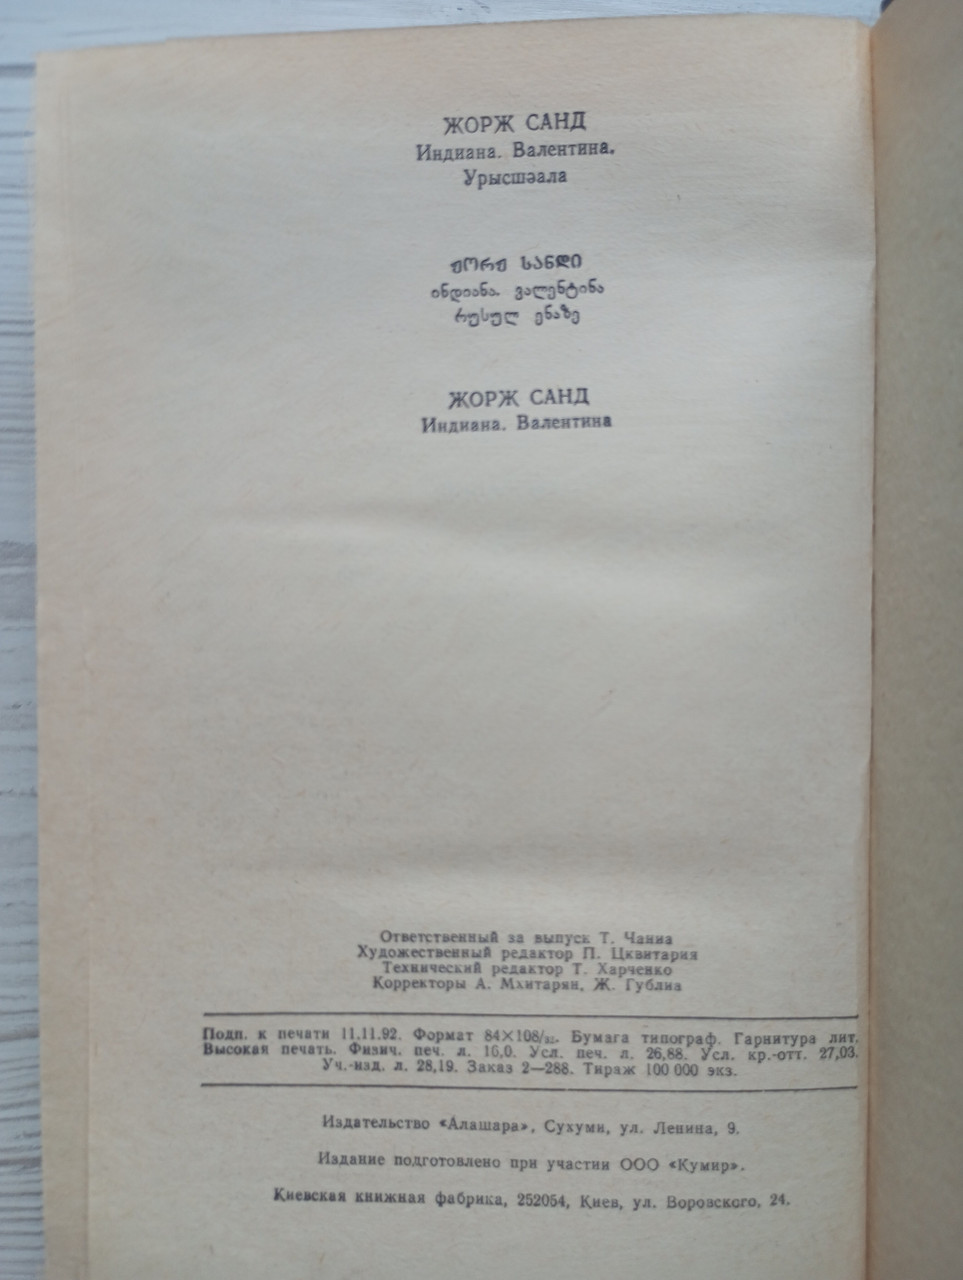 ЖОРЖ САНД
Индиана. Валентина.
Урысшәала
ჟორჟ სანდი
ინდიანა. ვალენტინა
რუსულ ენაზე
ЖОРЖ САНД
Индиана. Валентина
Ответственный за выпуск Т. Чаниа
Художественный редактор П. Цквитария
Технический редактор Т. Харченко
Корректоры А. Мхитарян, Ж. Гублиа
Подп. к печати 11.11.92. Формат 84×108/32. Бумага типограф. Гарнитура лит.
Высокая печать. Физич. печ. л. 16,0. Усл. печ. л. 26,88. Усл. кр.-отт. 27,03.
Уч.-изд. л. 28,19. Заказ 2—288. Тираж 100 000 экз.
Издательство «Алашара», Сухуми, ул. Ленина, 9.
Издание подготовлено при участии ООО «Кумир».
Киевская книжная фабрика, 252054, Киев, ул. Воровского, 24.